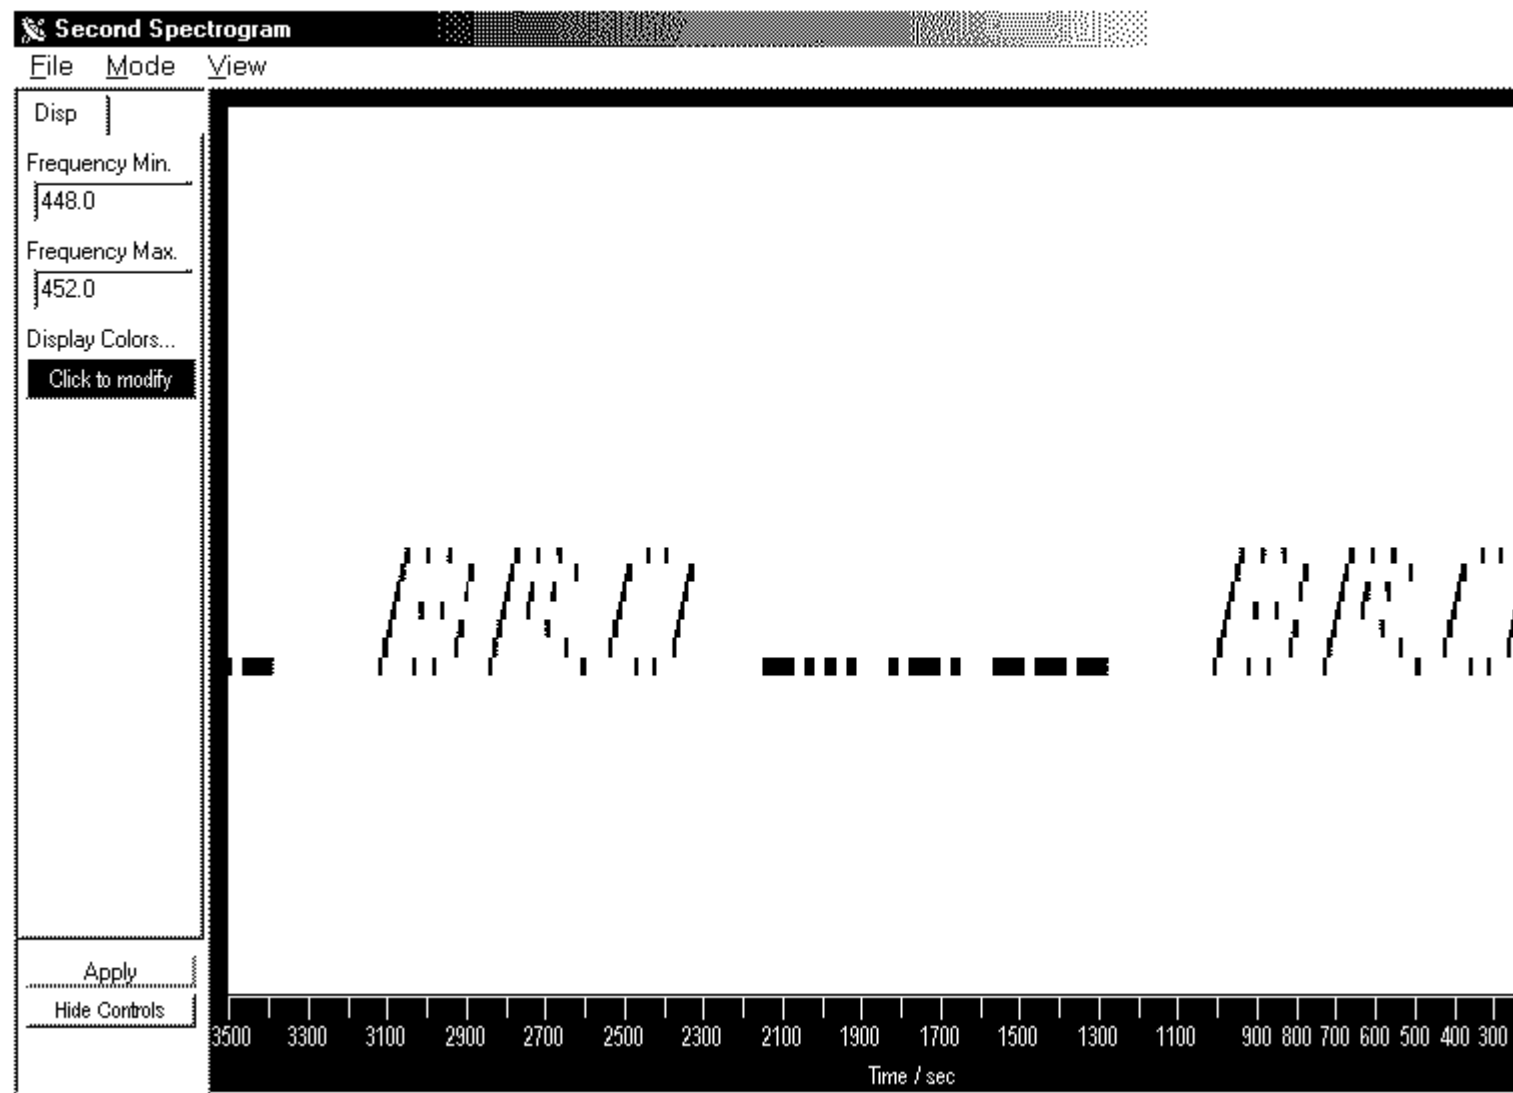 Second Spectrogram
File Mode View
Disp
Frequency Min.
448.0
Frequency Max.
452.0
Display Colors...
Click to modify
BRO BRO
Apply
Hide Controls
3500 3300 3100 2900 2700 2500 2300 2100 1900 1700 1500 1300 1100 900 800 700 600 500 400 300
Time / sec